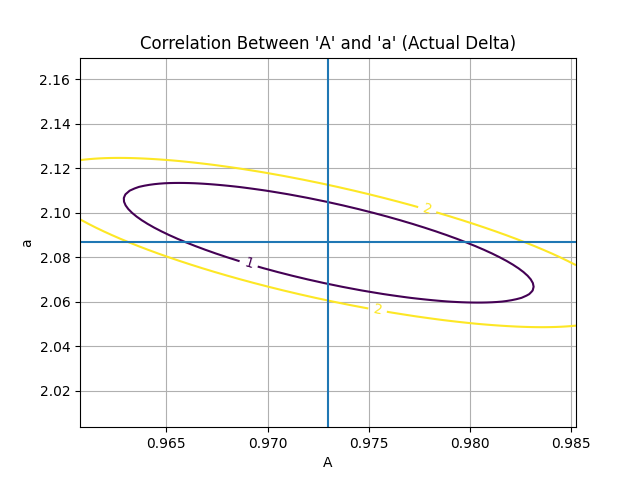 Correlation Between 'A' and 'a' (Actual Delta)
2.16
2.14
2.12
2.10
2.08
2.06
2.04
2.02
a
2
1
2
0.965 0.970 0.975 0.980 0.985
A